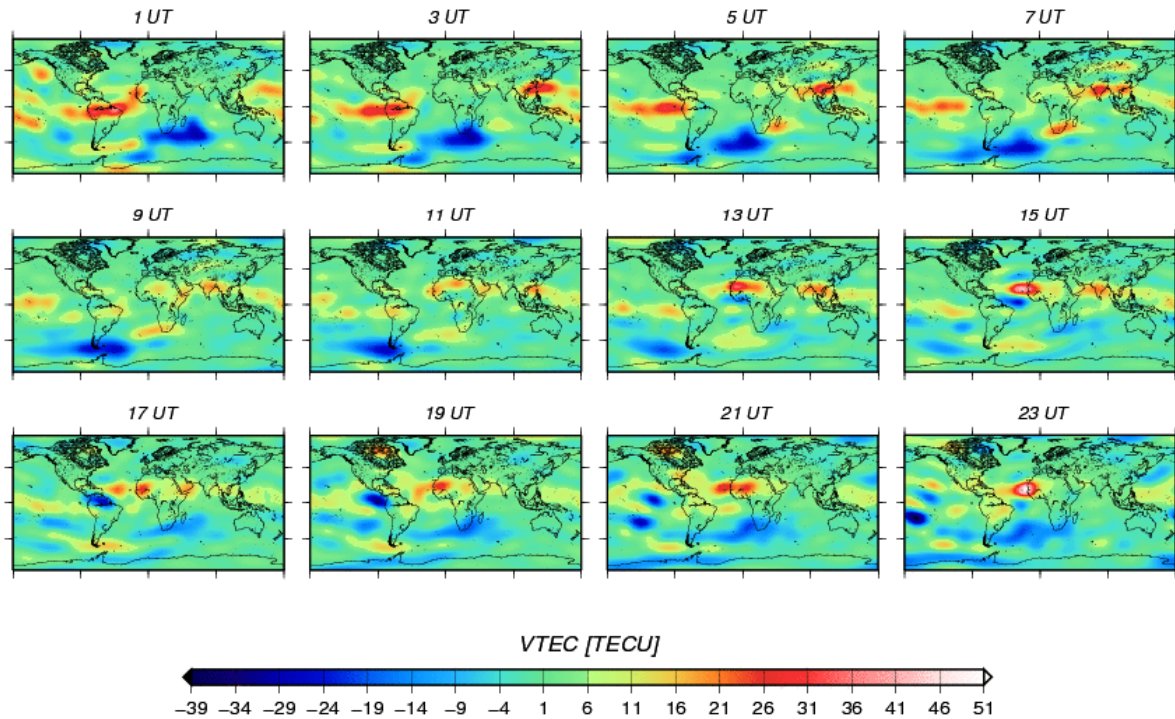 1 UT 3 UT 5 UT 7 UT
9 UT 11 UT 13 UT 15 UT
17 UT 19 UT 21 UT 23 UT
VTEC [TECU]
−39 −34 −29 −24 −19 −14 −9 −4 1 6 11 16 21 26 31 36 41 46 51